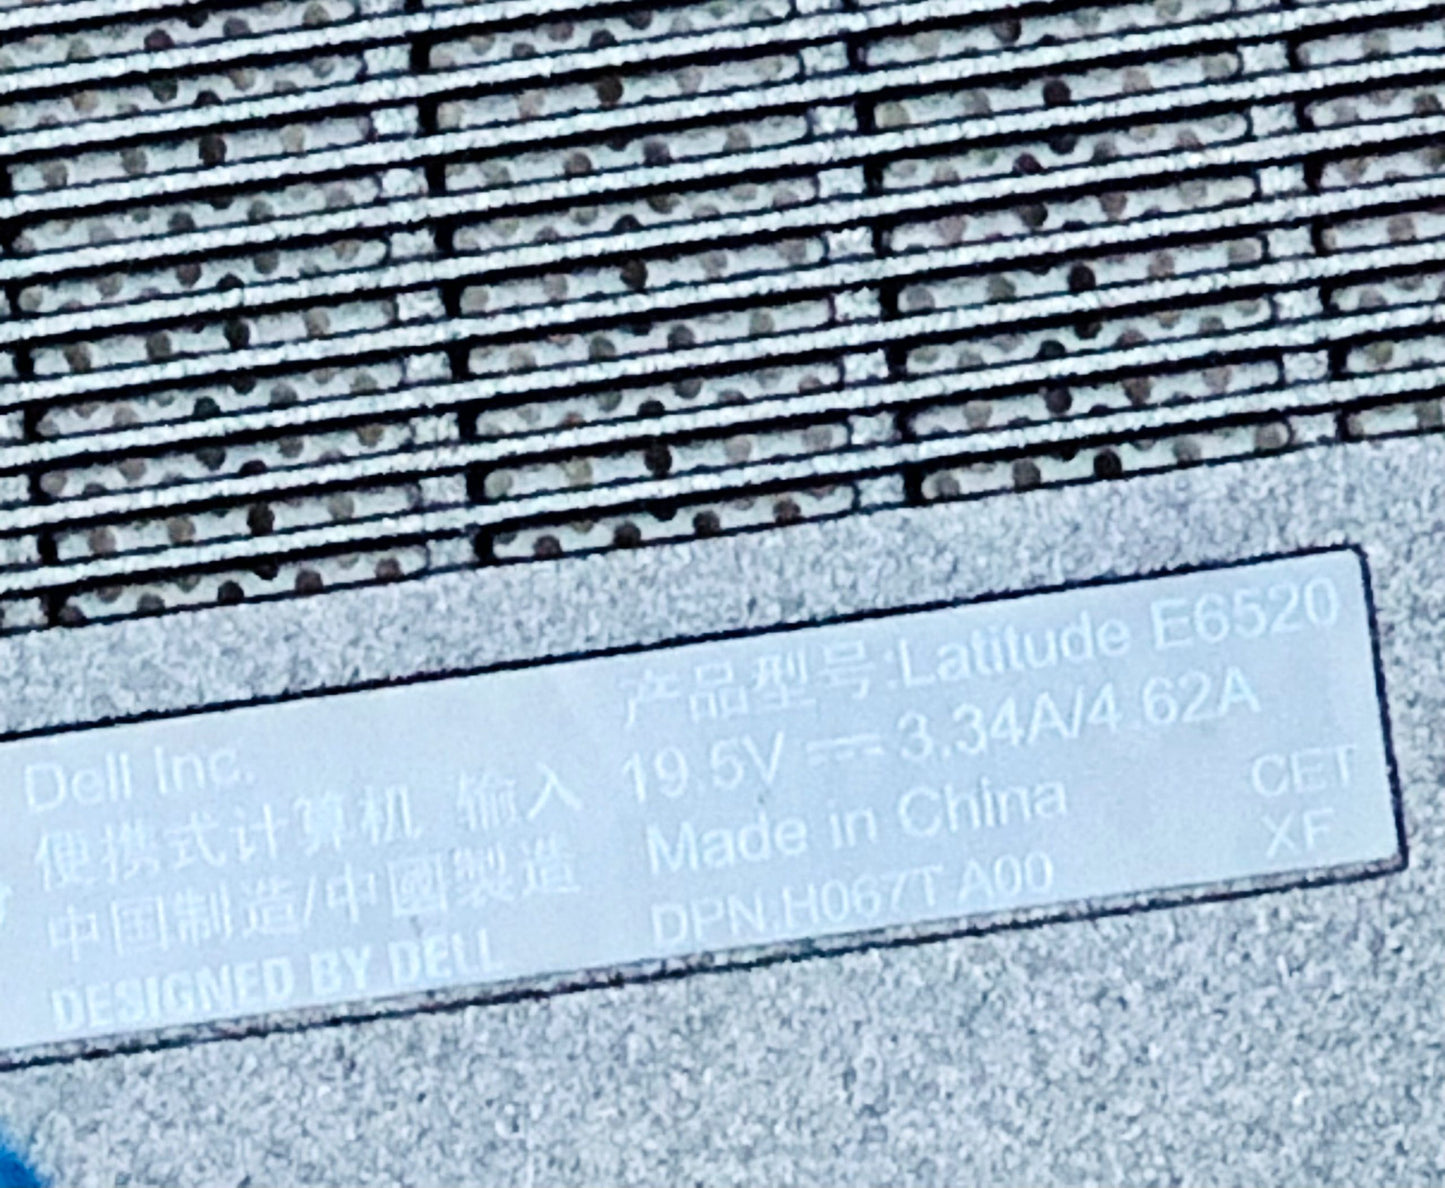 Dell Inc.
产品型号:Latitude E6520
便携式计算机 输入 19.5V ⎓ 3.34A/4.62A
中国制造/中國製造 Made in China CET
DESIGNED BY DELL DPN:H067T A00 XF